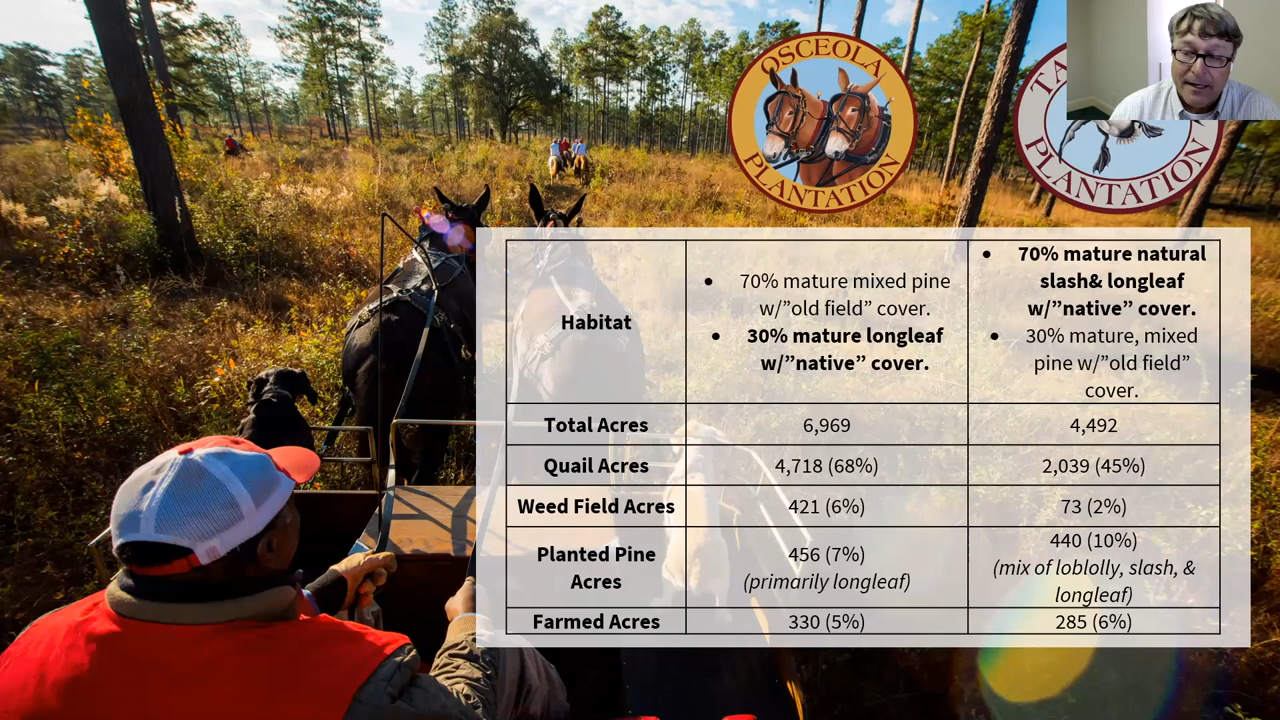 OSCEOLA
PLANTATION
PLANTATION
Habitat
• 70% mature mixed pine
w/”old field” cover.
• 30% mature longleaf
w/”native” cover.
• 70% mature natural
slash& longleaf
w/”native” cover.
• 30% mature, mixed
pine w/”old field”
cover.
Total Acres 6,969 4,492
Quail Acres 4,718 (68%) 2,039 (45%)
Weed Field Acres 421 (6%) 73 (2%)
Planted Pine
Acres
456 (7%)
(primarily longleaf)
440 (10%)
(mix of loblolly, slash, &
longleaf)
Farmed Acres 330 (5%) 285 (6%)